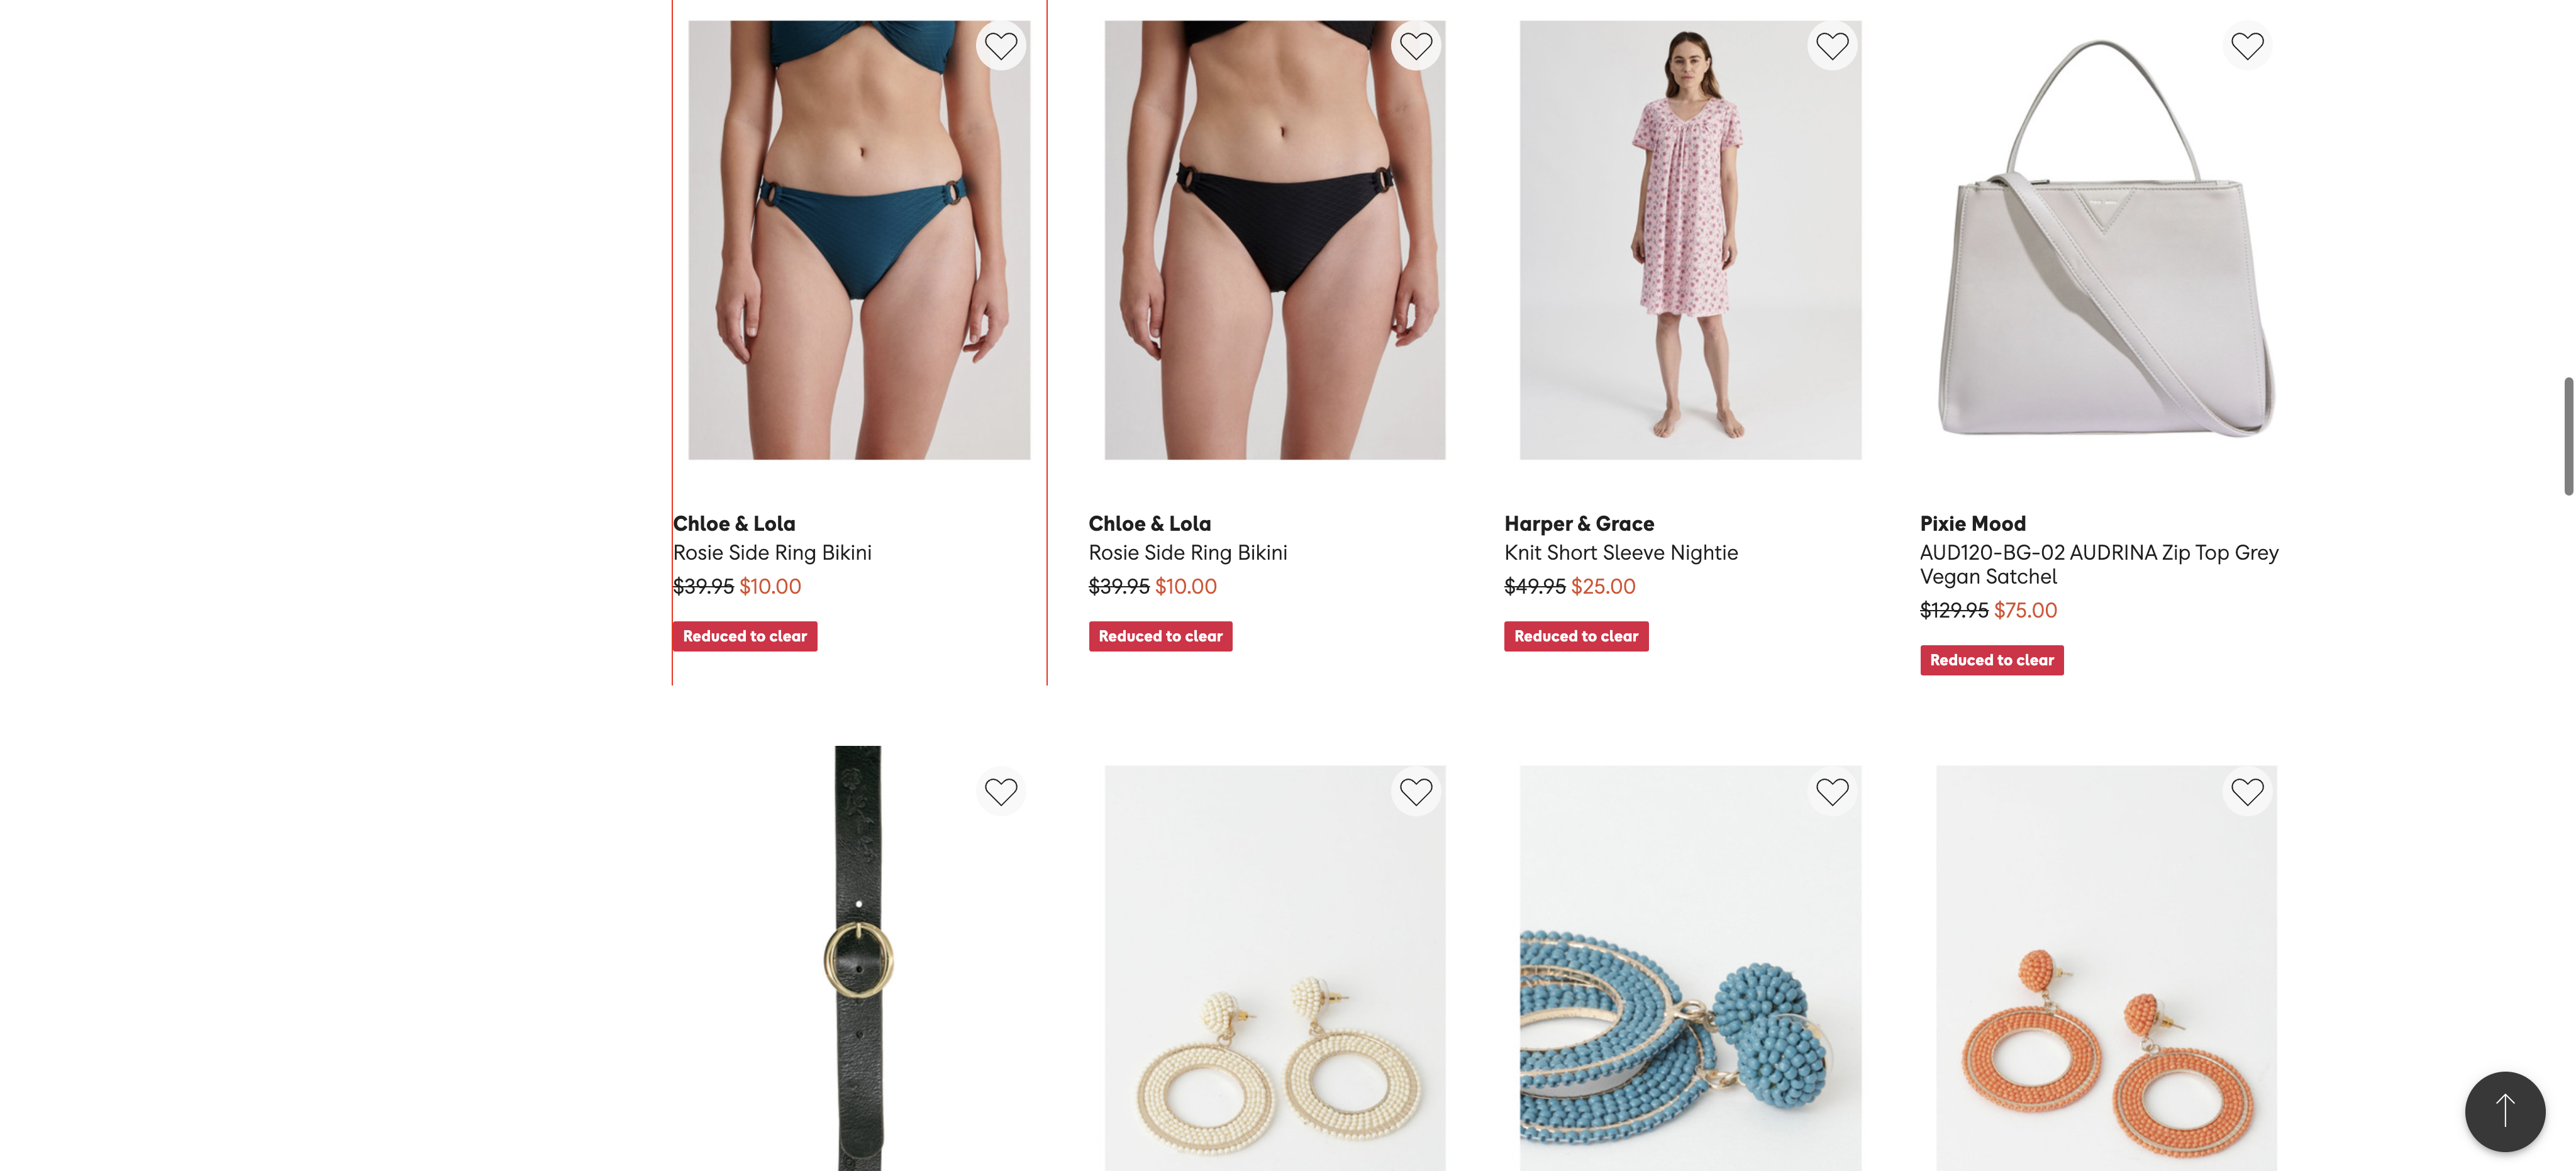 Chloe & Lola
Rosie Side Ring Bikini
$39.95 $10.00
Reduced to clear
Chloe & Lola
Rosie Side Ring Bikini
$39.95 $10.00
Reduced to clear
Harper & Grace
Knit Short Sleeve Nightie
$49.95 $25.00
Reduced to clear
Pixie Mood
AUD120-BG-02 AUDRINA Zip Top Grey
Vegan Satchel
$129.95 $75.00
Reduced to clear